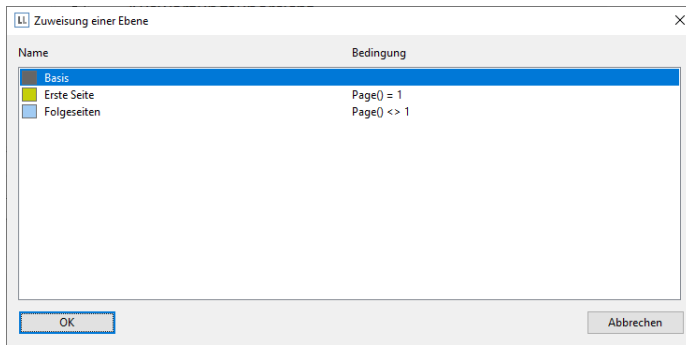 LL Zuweisung einer Ebene
Name Bedingung
Basis
Erste Seite Page() = 1
Folgeseiten Page() <> 1
OK Abbrechen